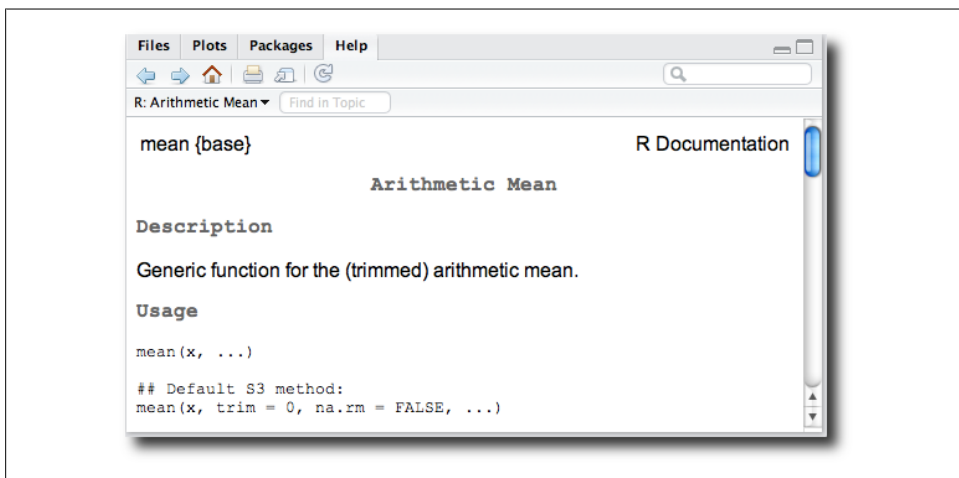 Files Plots Packages Help
R: Arithmetic Mean Find in Topic
mean {base} R Documentation
Arithmetic Mean
Description
Generic function for the (trimmed) arithmetic mean.
Usage
mean(x, ...)
## Default S3 method:
mean(x, trim = 0, na.rm = FALSE, ...)